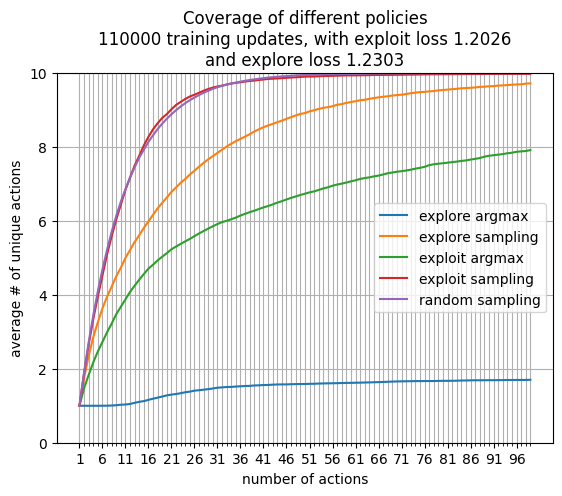 Coverage of different policies
110000 training updates, with exploit loss 1.2026
and explore loss 1.2303
10
8
6
4
2
0
average # of unique actions
explore argmax
explore sampling
exploit argmax
exploit sampling
random sampling
1 6 11 16 21 26 31 36 41 46 51 56 61 66 71 76 81 86 91 96
number of actions